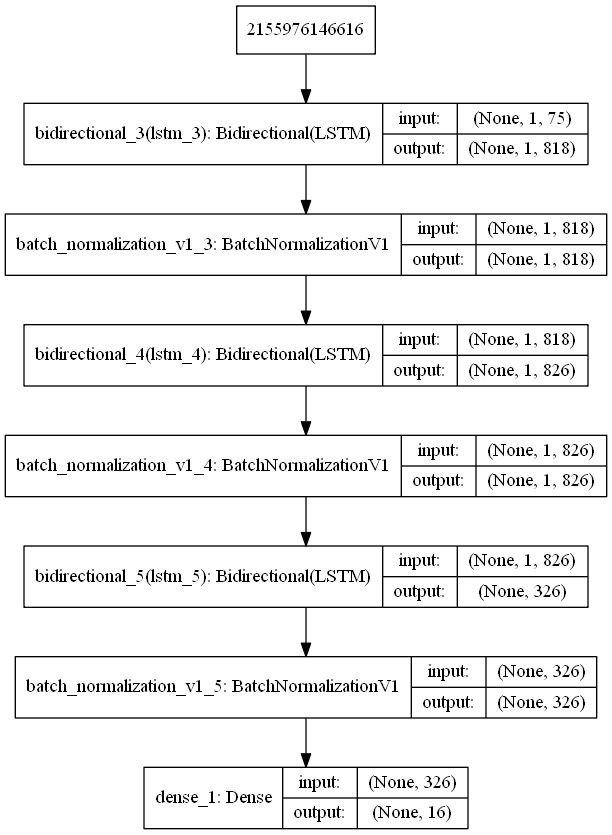 2155976146616
bidirectional_3(lstm_3): Bidirectional(LSTM)
input: (None, 1, 75)
output: (None, 1, 818)
batch_normalization_v1_3: BatchNormalizationV1
input: (None, 1, 818)
output: (None, 1, 818)
bidirectional_4(lstm_4): Bidirectional(LSTM)
input: (None, 1, 818)
output: (None, 1, 826)
batch_normalization_v1_4: BatchNormalizationV1
input: (None, 1, 826)
output: (None, 1, 826)
bidirectional_5(lstm_5): Bidirectional(LSTM)
input: (None, 1, 826)
output: (None, 326)
batch_normalization_v1_5: BatchNormalizationV1
input: (None, 326)
output: (None, 326)
dense_1: Dense
input: (None, 326)
output: (None, 16)